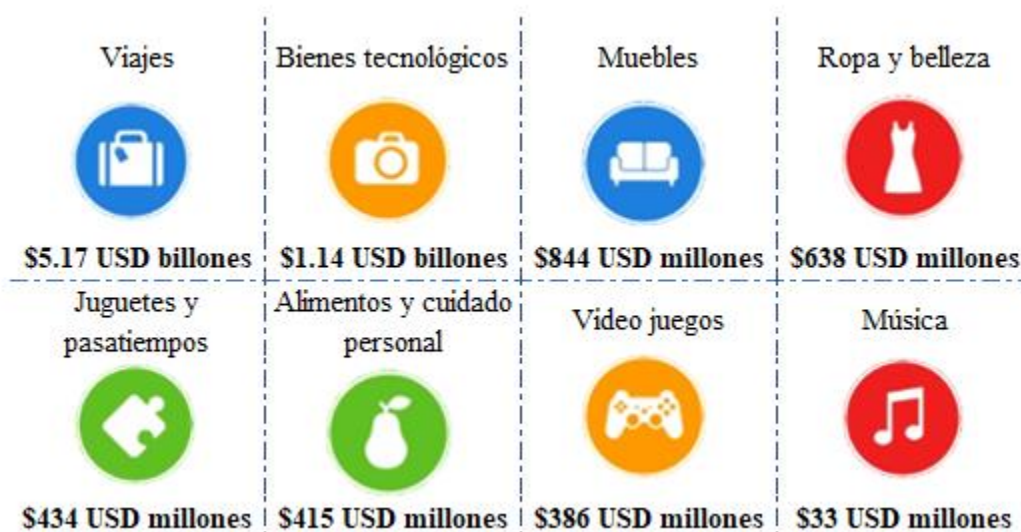 Viajes
Bienes tecnológicos
Muebles
Ropa y belleza
$5.17 USD billones
$1.14 USD billones
$844 USD millones
$638 USD millones
Juguetes y
pasatiempos
Alimentos y cuidado
personal
Video juegos
Música
$434 USD millones
$415 USD millones
$386 USD millones
$33 USD millones